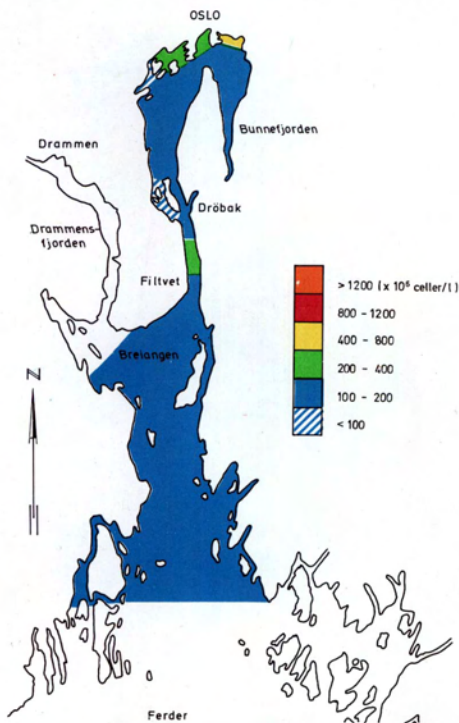 OSLO
Bunnefjorden
Drammen
Dröbak
Drammens-
fjorden
Filtvet
>1200 (x 10⁶ celler/l)
800 - 1200
400 - 800
200 - 400
100 - 200
<100
Breiangen
N
Ferder